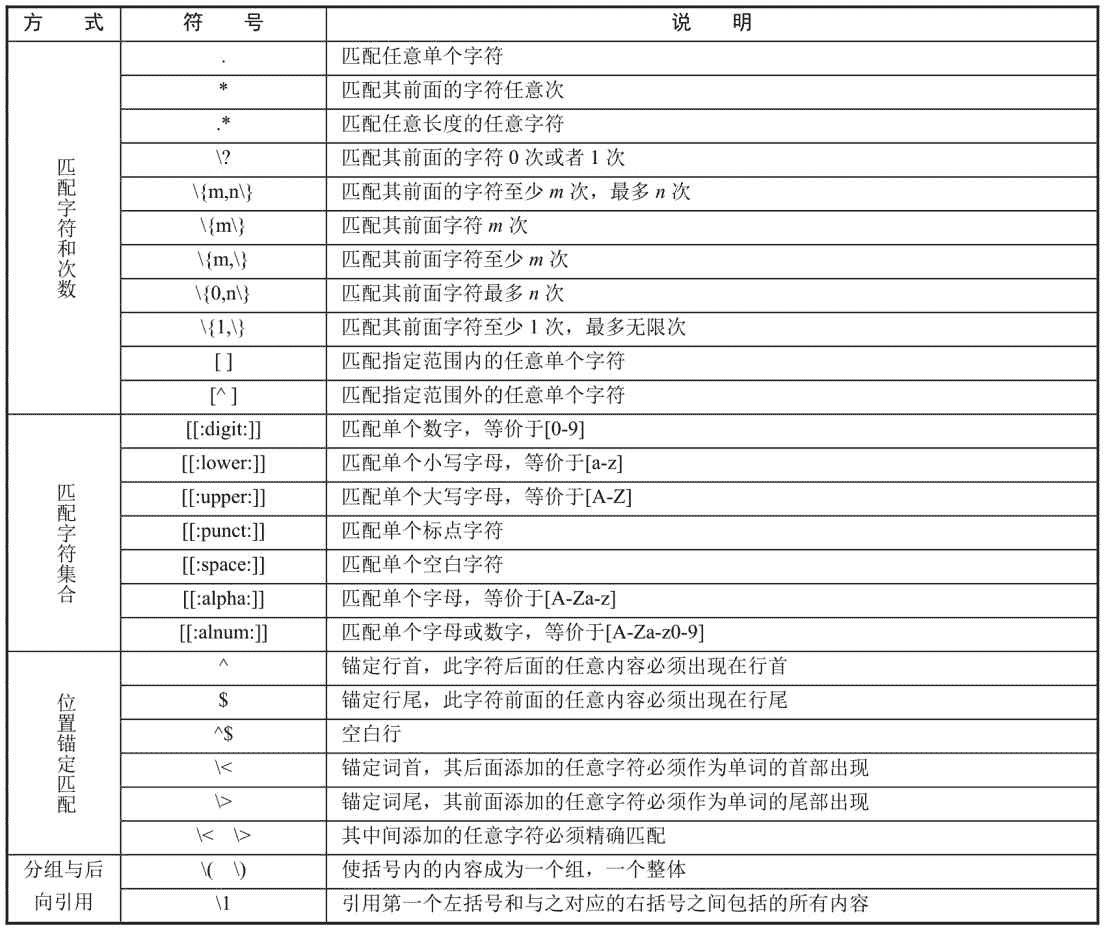 方 式 符 号 说 明
匹配字符和次数
. 匹配任意单个字符
* 匹配其前面的字符任意次
.* 匹配任意长度的任意字符
\? 匹配其前面的字符 0 次或者 1 次
\{m,n\} 匹配其前面的字符至少 m 次，最多 n 次
\{m\} 匹配其前面字符 m 次
\{m,\} 匹配其前面字符至少 m 次
\{0,n\} 匹配其前面字符最多 n 次
\{1,\} 匹配其前面字符至少 1 次，最多无限次
[ ] 匹配指定范围内的任意单个字符
[^ ] 匹配指定范围外的任意单个字符
匹配字符集合
[[:digit:]] 匹配单个数字，等价于[0-9]
[[:lower:]] 匹配单个小写字母，等价于[a-z]
[[:upper:]] 匹配单个大写字母，等价于[A-Z]
[[:punct:]] 匹配单个标点字符
[[:space:]] 匹配单个空白字符
[[:alpha:]] 匹配单个字母，等价于[A-Za-z]
[[:alnum:]] 匹配单个字母或数字，等价于[A-Za-z0-9]
位置锚定匹配
^ 锚定行首，此字符后面的任意内容必须出现在行首
$ 锚定行尾，此字符前面的任意内容必须出现在行尾
^$ 空白行
\< 锚定词首，其后面添加的任意字符必须作为单词的首部出现
\> 锚定词尾，其前面添加的任意字符必须作为单词的尾部出现
\< \> 其中间添加的任意字符必须精确匹配
分组与后
向引用
\( \) 使括号内的内容成为一个组，一个整体
\1 引用第一个左括号和与之对应的右括号之间包括的所有内容